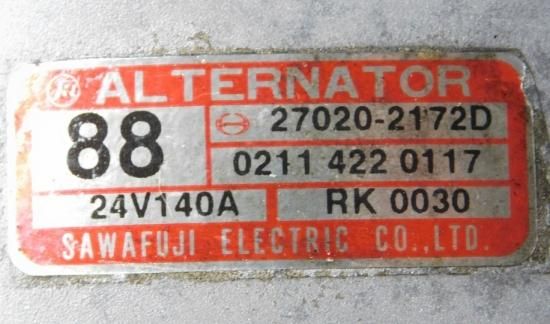 ALTERNATOR
88
27020-2172D
0211 422 0117
24V140A
RK 0030
SAWAFUJI ELECTRIC CO.,LTD.